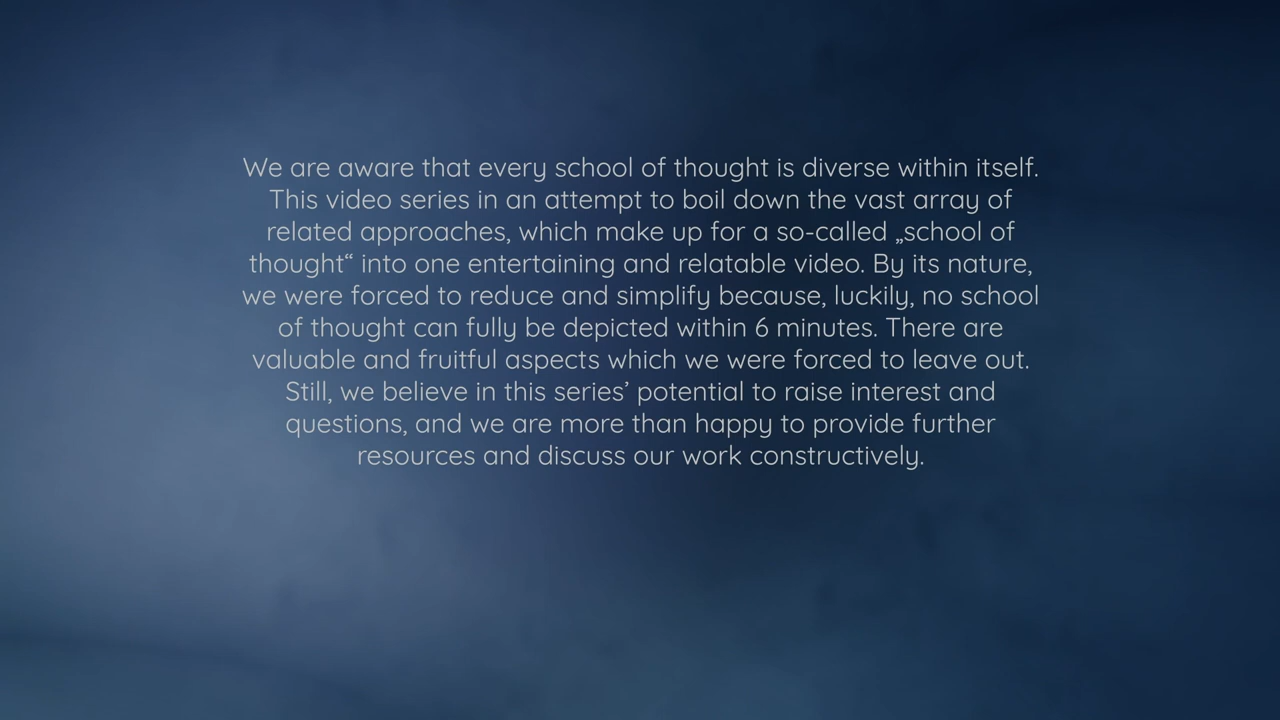 We are aware that every school of thought is diverse within itself.
This video series in an attempt to boil down the vast array of
related approaches, which make up for a so-called „school of
thought“ into one entertaining and relatable video. By its nature,
we were forced to reduce and simplify because, luckily, no school
of thought can fully be depicted within 6 minutes. There are
valuable and fruitful aspects which we were forced to leave out.
Still, we believe in this series’ potential to raise interest and
questions, and we are more than happy to provide further
resources and discuss our work constructively.